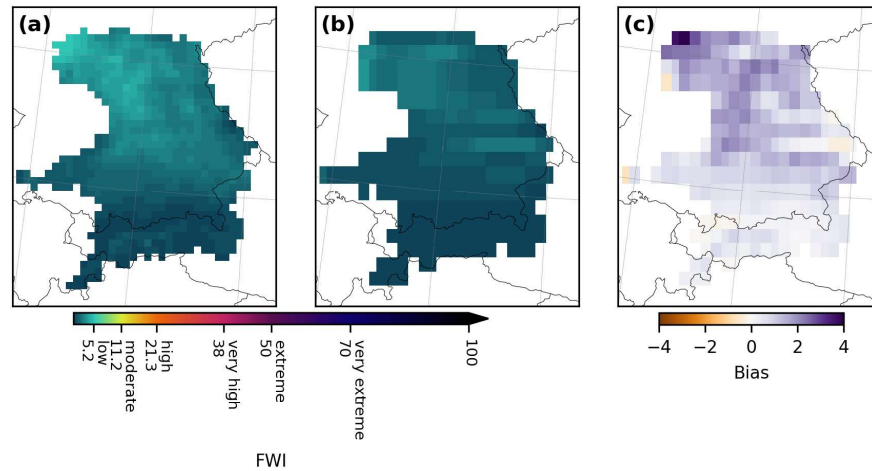 (a)
(b)
(c)
5.2
low
11.2
moderate
21.3
high
38
very high
50
extreme
70
very extreme
100
FWI
−4
−2
0
2
4
Bias